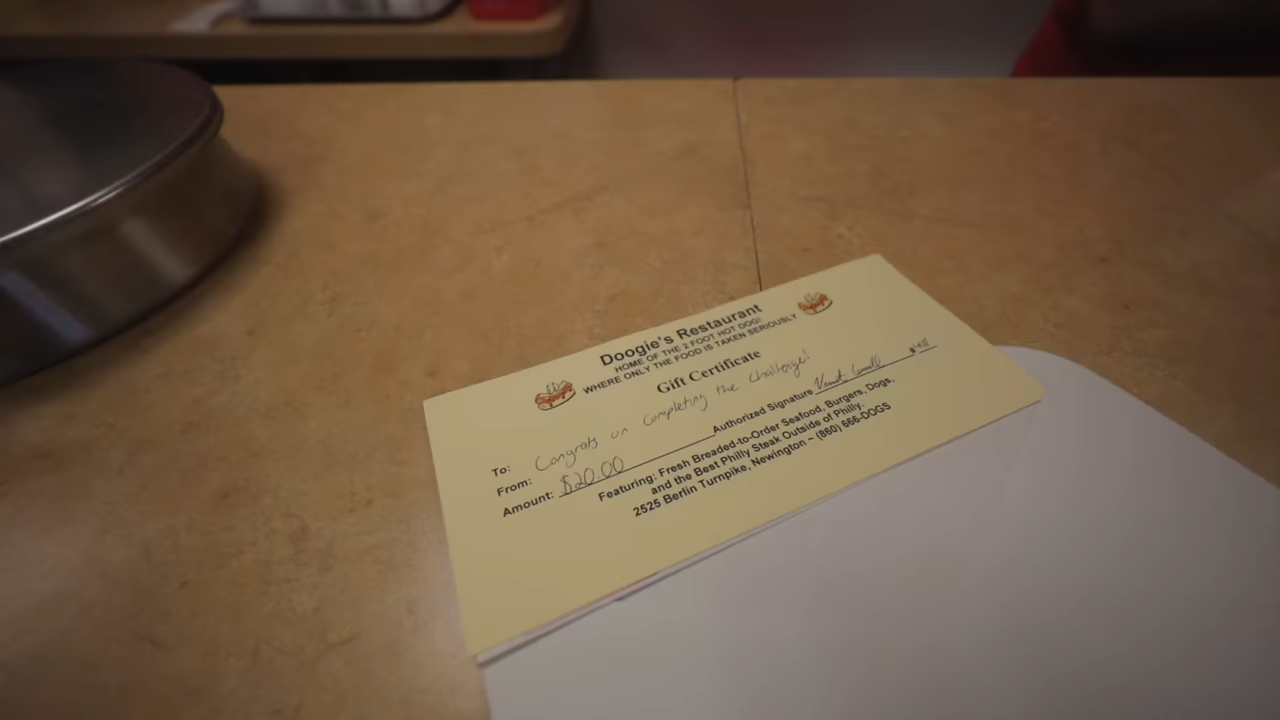 Doogie's Restaurant
HOME OF THE 2 FOOT HOT DOG!
WHERE ONLY THE FOOD IS TAKEN SERIOUSLY
Gift Certificate
To: Congrats on Completing the Challenge!
From:
Amount: $20.00 Authorized Signature
Featuring: Fresh Breaded-to-Order Seafood, Burgers, Dogs,
and the Best Philly Steak Outside of Philly.
2525 Berlin Turnpike, Newington ~ (860) 666-DOGS